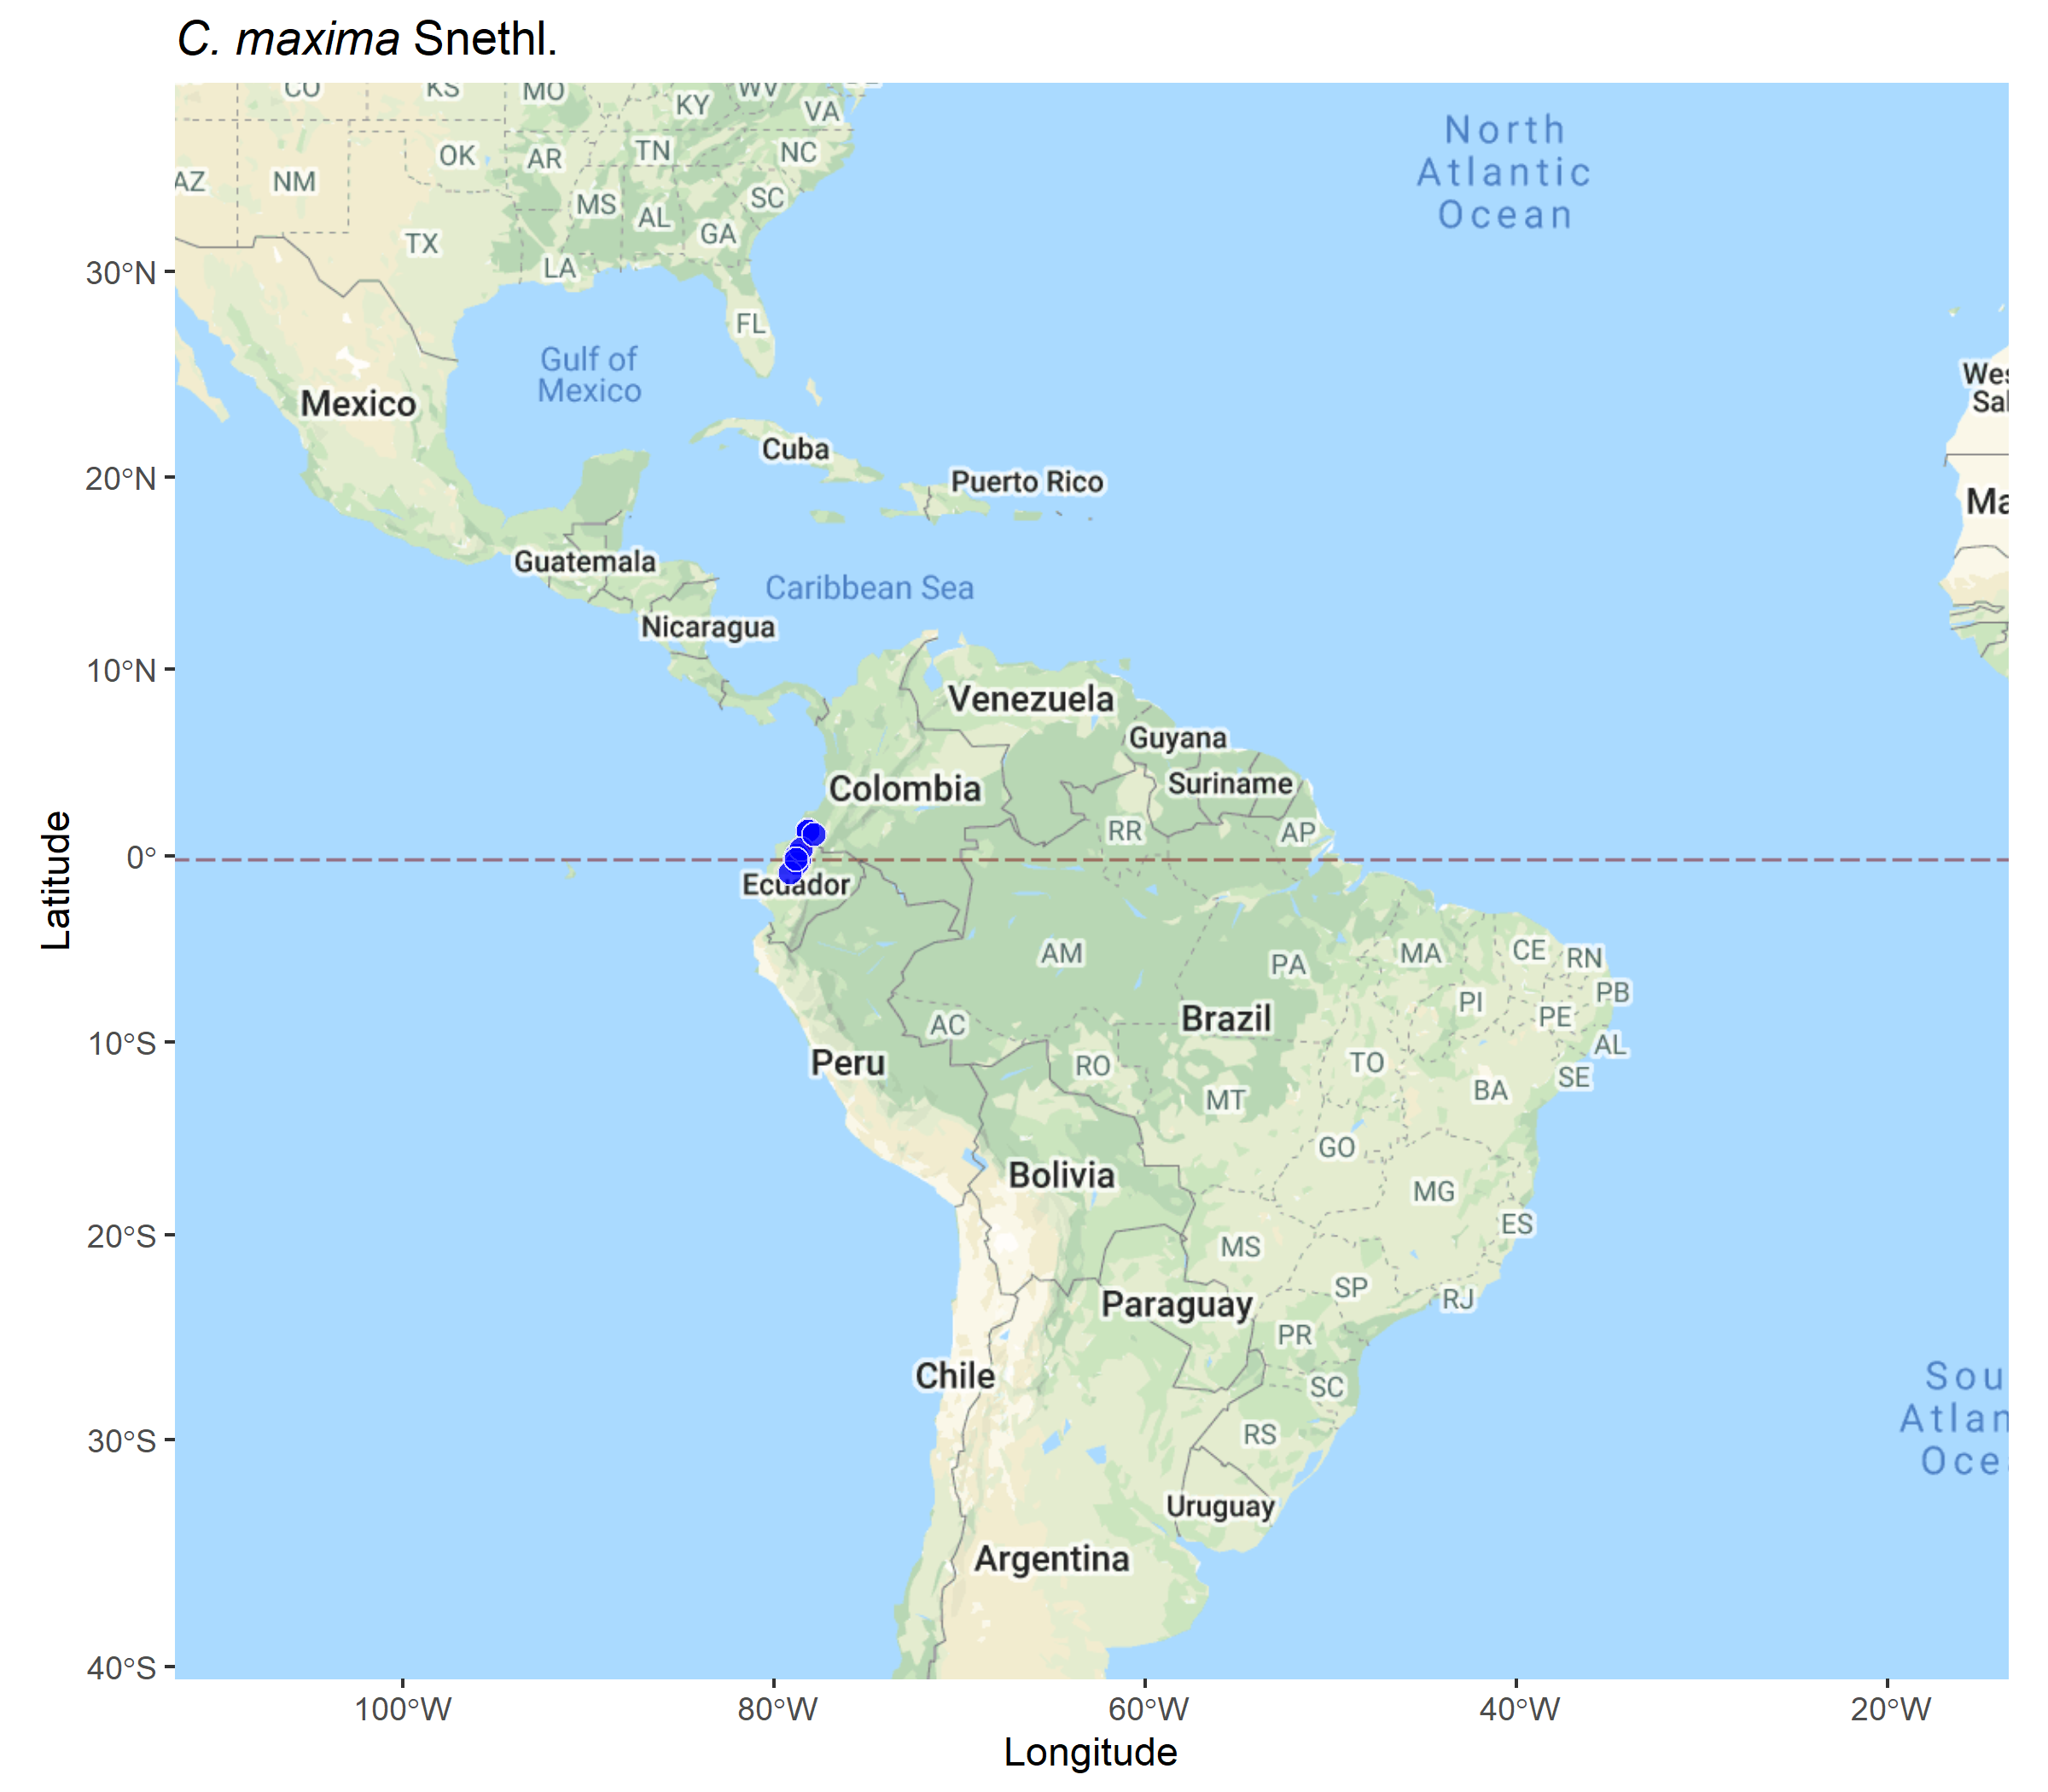 C. maxima Snethl.
CO
KS
MO
KY
WV
VA
AZ
NM
OK
AR
TN
NC
TX
MS
AL
GA
SC
LA
FL
North
Atlantic
Ocean
Gulf of
Mexico
Mexico
Cuba
Puerto Rico
Guatemala
Caribbean Sea
Nicaragua
Wes
Sal
Ma
Venezuela
Guyana
Suriname
Colombia
RR
AP
Ecuador
AM
PA
MA
CE
RN
PB
PI
PE
AL
SE
AC
Brazil
Peru
RO
TO
BA
MT
GO
Bolivia
MG
ES
MS
SP
RJ
Paraguay
PR
SC
Chile
RS
Uruguay
Argentina
Sou
Atlan
Oce
30°N
20°N
10°N
0°
10°S
20°S
30°S
40°S
Latitude
100°W
80°W
60°W
40°W
20°W
Longitude